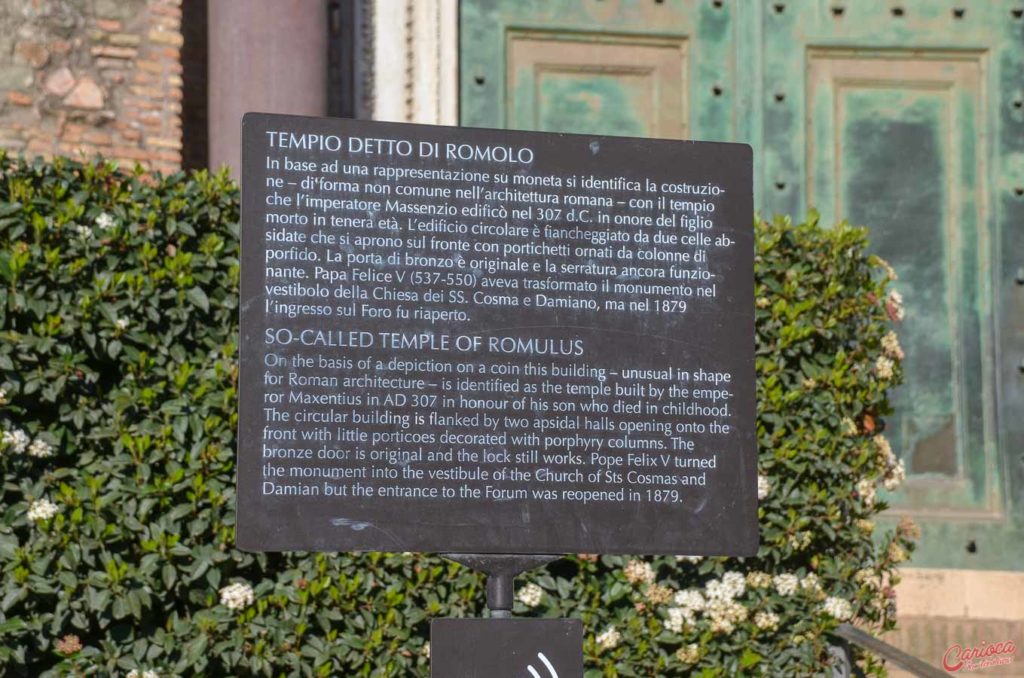 TEMPIO DETTO DI ROMOLO
In base ad una rappresentazione su moneta si identifica la costruzio-
ne – di forma non comune nell'architettura romana – con il tempio
che l'imperatore Massenzio edificò nel 307 d.C. in onore del figlio
morto in tenera età. L'edificio circolare è fiancheggiato da due celle ab-
sidate che si aprono sul fronte con portichetti ornati da colonne di
porfido. La porta di bronzo è originale e la serratura ancora funzio-
nante. Papa Felice V (537-550) aveva trasformato il monumento nel
vestibolo della Chiesa dei SS. Cosma e Damiano, ma nel 1879
l'ingresso sul Foro fu riaperto.
SO-CALLED TEMPLE OF ROMULUS
On the basis of a depiction on a coin this building – unusual in shape
for Roman architecture – is identified as the temple built by the empe-
ror Maxentius in AD 307 in honour of his son who died in childhood.
The circular building is flanked by two apsidal halls opening onto the
front with little porticoes decorated with porphyry columns. The
bronze door is original and the lock still works. Pope Felix V turned
the monument into the vestibule of the Church of Sts Cosmas and
Damian but the entrance to the Forum was reopened in 1879.
Carioca